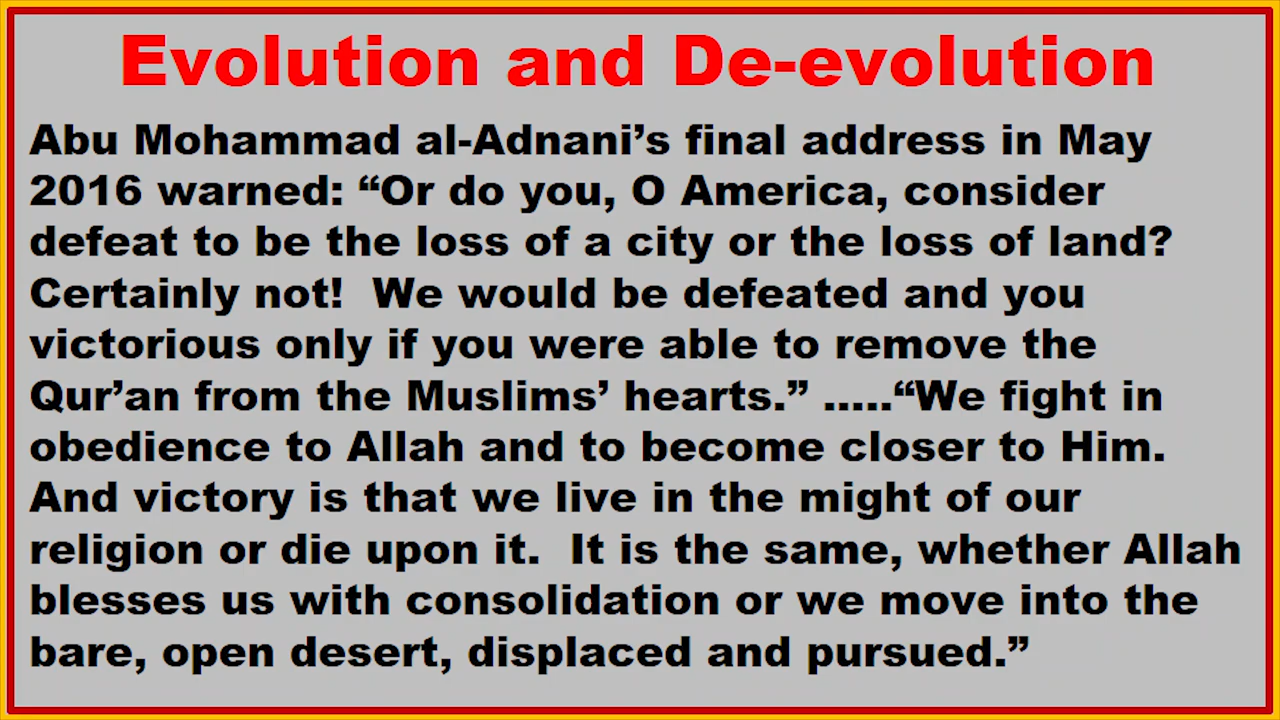 Evolution and De-evolution
Abu Mohammad al-Adnani’s final address in May
2016 warned: “Or do you, O America, consider
defeat to be the loss of a city or the loss of land?
Certainly not!  We would be defeated and you
victorious only if you were able to remove the
Qur’an from the Muslims’ hearts.” .....“We fight in
obedience to Allah and to become closer to Him.
And victory is that we live in the might of our
religion or die upon it.  It is the same, whether Allah
blesses us with consolidation or we move into the
bare, open desert, displaced and pursued.”